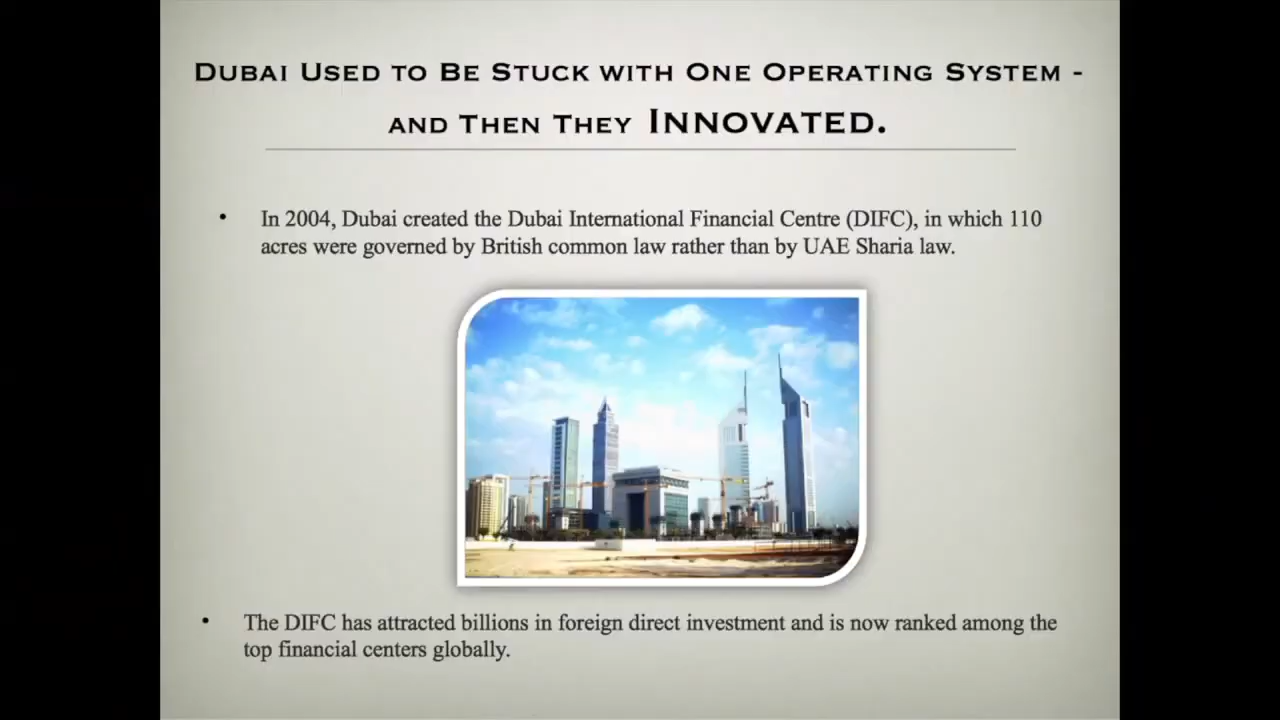 Dubai Used to Be Stuck with One Operating System -
and Then They Innovated.
• In 2004, Dubai created the Dubai International Financial Centre (DIFC), in which 110
acres were governed by British common law rather than by UAE Sharia law.
• The DIFC has attracted billions in foreign direct investment and is now ranked among the
top financial centers globally.